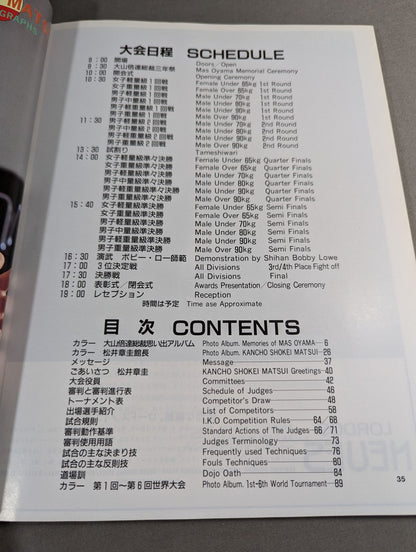 MATS
GRAPHS
大会日程 SCHEDULE
8：00 開場 Doors／Open
9：00 大山倍達総裁三年祭 Mas Oyama Memorial Ceremony
10：00 開会式 Opening Ceremony
10：30 女子軽量級1回戦 Female Under 65kg 1st Round
女子重量級1回戦 Female Over 65kg 1st Round
男子軽量級1回戦 Male Under 70kg 1st Round
男子中量級1回戦 Male Under 80kg 1st Round
男子重量級1回戦 Male Over 90kg 1st Round
11：30 男子軽量級2回戦 Male Under 70kg 2nd Round
男子中量級2回戦 Male Under 80kg 2nd Round
男子軽重量級2回戦 Male Under 90kg 2nd Round
男子重量級2回戦 Male Over 90kg 2nd Round
13：30 試割り Tameshiwari
14：00 女子軽量級準々決勝 Female Under 65kg Quarter Finals
女子重量級準々決勝 Female Over 65kg Quarter Finals
男子軽量級準々決勝 Male Under 70kg Quarter Finals
男子中量級準々決勝 Male Under 80kg Quarter Finals
男子軽重量級準々決勝 Male Under 90kg Quarter Finals
男子重量級準々決勝 Male Over 90kg Quarter Finals
15：40 女子軽量級準決勝 Female Under 65kg Semi Finals
女子重量級準決勝 Female Over 65kg Semi Finals
男子軽量級準決勝 Male Under 70kg Semi Finals
男子中量級準決勝 Male Under 80kg Semi Finals
男子軽重量級準決勝 Male Under 90kg Semi Finals
男子重量級準決勝 Male Over 90kg Semi Finals
16：30 演武 ボビー・ロー師範 Demonstration by Shihan Bobby Lowe
17：00 3位決定戦 All Divisions 3rd/4th Place Fight off
17：30 決勝戦 All Divisions Final
18：00 表彰式／閉会式 Awards Presentation／Closing Ceremony
19：00 レセプション Reception
時間は予定 Time ase Approximate
目次 CONTENTS
カラー 大山倍達総裁思い出アルバム Photo Album. Memories of MAS OYAMA—6
カラー 松井章圭館長 Photo Album. KANCHO SHOKEI MATSUI—26
メッセージ Message—37
ごあいさつ 松井章圭 KANCHO SHOKEI MATSUI Greetings—40
大会役員 Committees—42
審判と審判進行表 Schedule of Judges—46
トーナメント表 Competitor's Draw—48
出場選手紹介 List of Competitors—58
試合規則 I.K.O Competition Rules—64／68
審判動作基準 Standard Actions of The Judges—66／71
審判使用用語 Judges Terminology—73
試合の主な決まり技 Frequently used Techniques—76
試合の主な反則技 Fouls Techniques—80
道場訓 Dojo Oath—84
カラー 第1回〜第6回世界大会 Photo Album. 1st-6th World Tournament—89
35